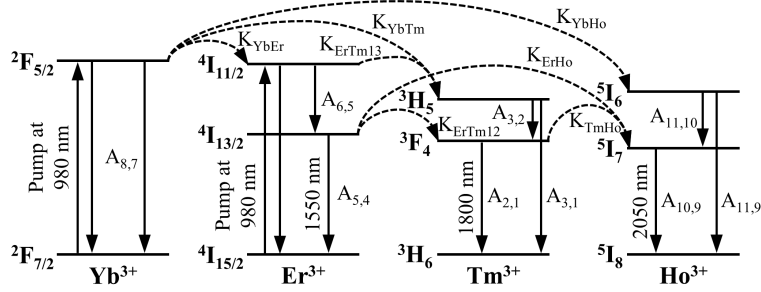 K_YbHo
K_YbTm
K_YbEr
K_ErTm13
K_ErHo
²F₅/₂
⁴I₁₁/₂
³H₅
⁵I₆
A₆,₅
A₃,₂
A₁₁,₁₀
⁴I₁₃/₂
K_ErTm12
³F₄
K_TmHo
⁵I₇
Pump at
980 nm
A₈,₇
Pump at
980 nm
1550 nm
A₅,₄
1800 nm
A₂,₁
A₃,₁
2050 nm
A₁₀,₉
A₁₁,₉
²F₇/₂
⁴I₁₅/₂
³H₆
⁵I₈
Yb³⁺
Er³⁺
Tm³⁺
Ho³⁺